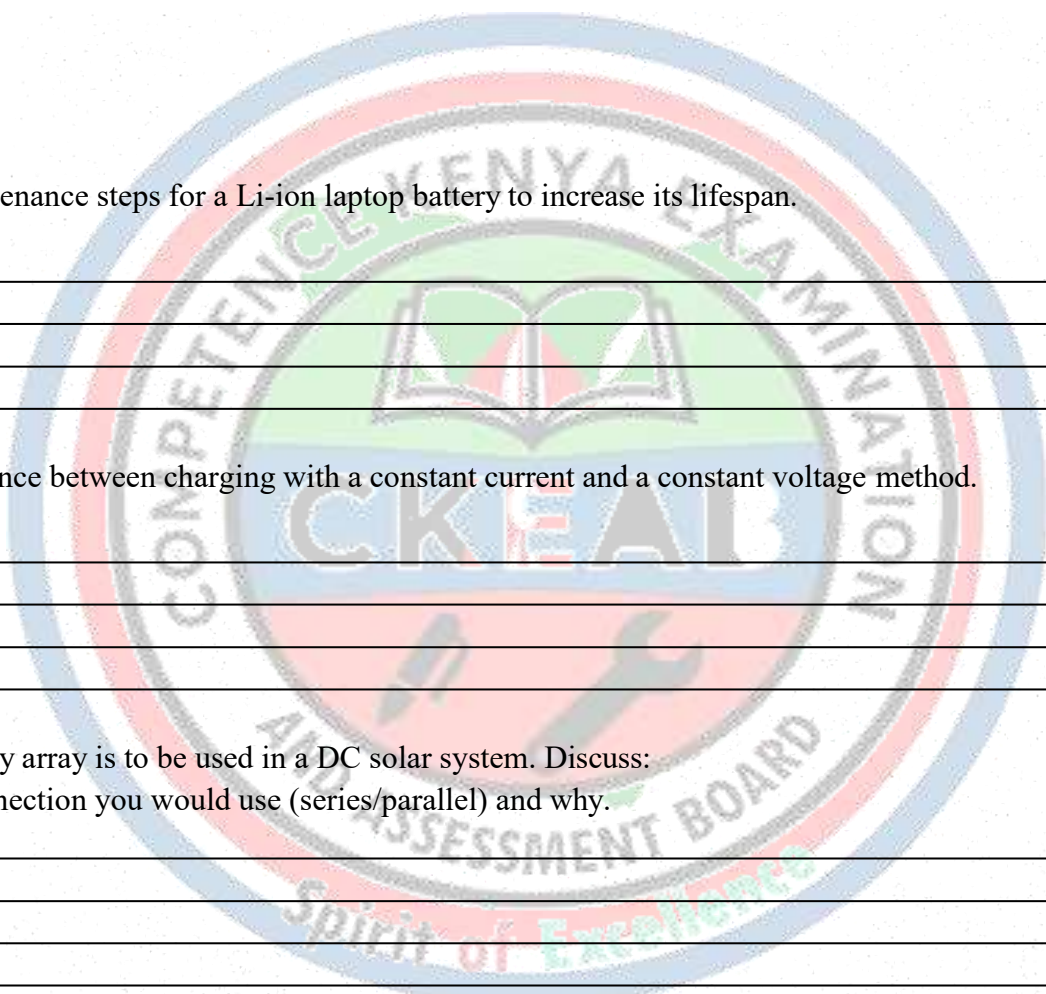 enance steps for a Li-ion laptop battery to increase its lifespan.
nce between charging with a constant current and a constant voltage method.
y array is to be used in a DC solar system. Discuss:
nection you would use (series/parallel) and why.
COMPETENCE KENYA EXAMINATION
CKEAB
AND ASSESSMENT BOARD
Spirit of Excellence